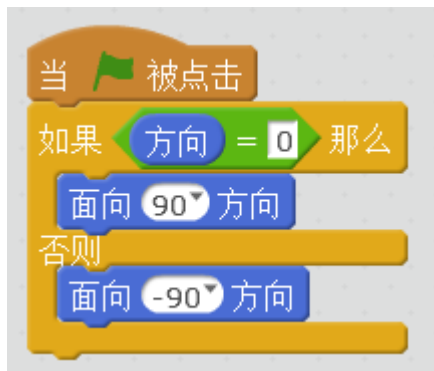 当 被点击
如果 方向 = 0 那么
面向 90 方向
否则
面向 -90 方向